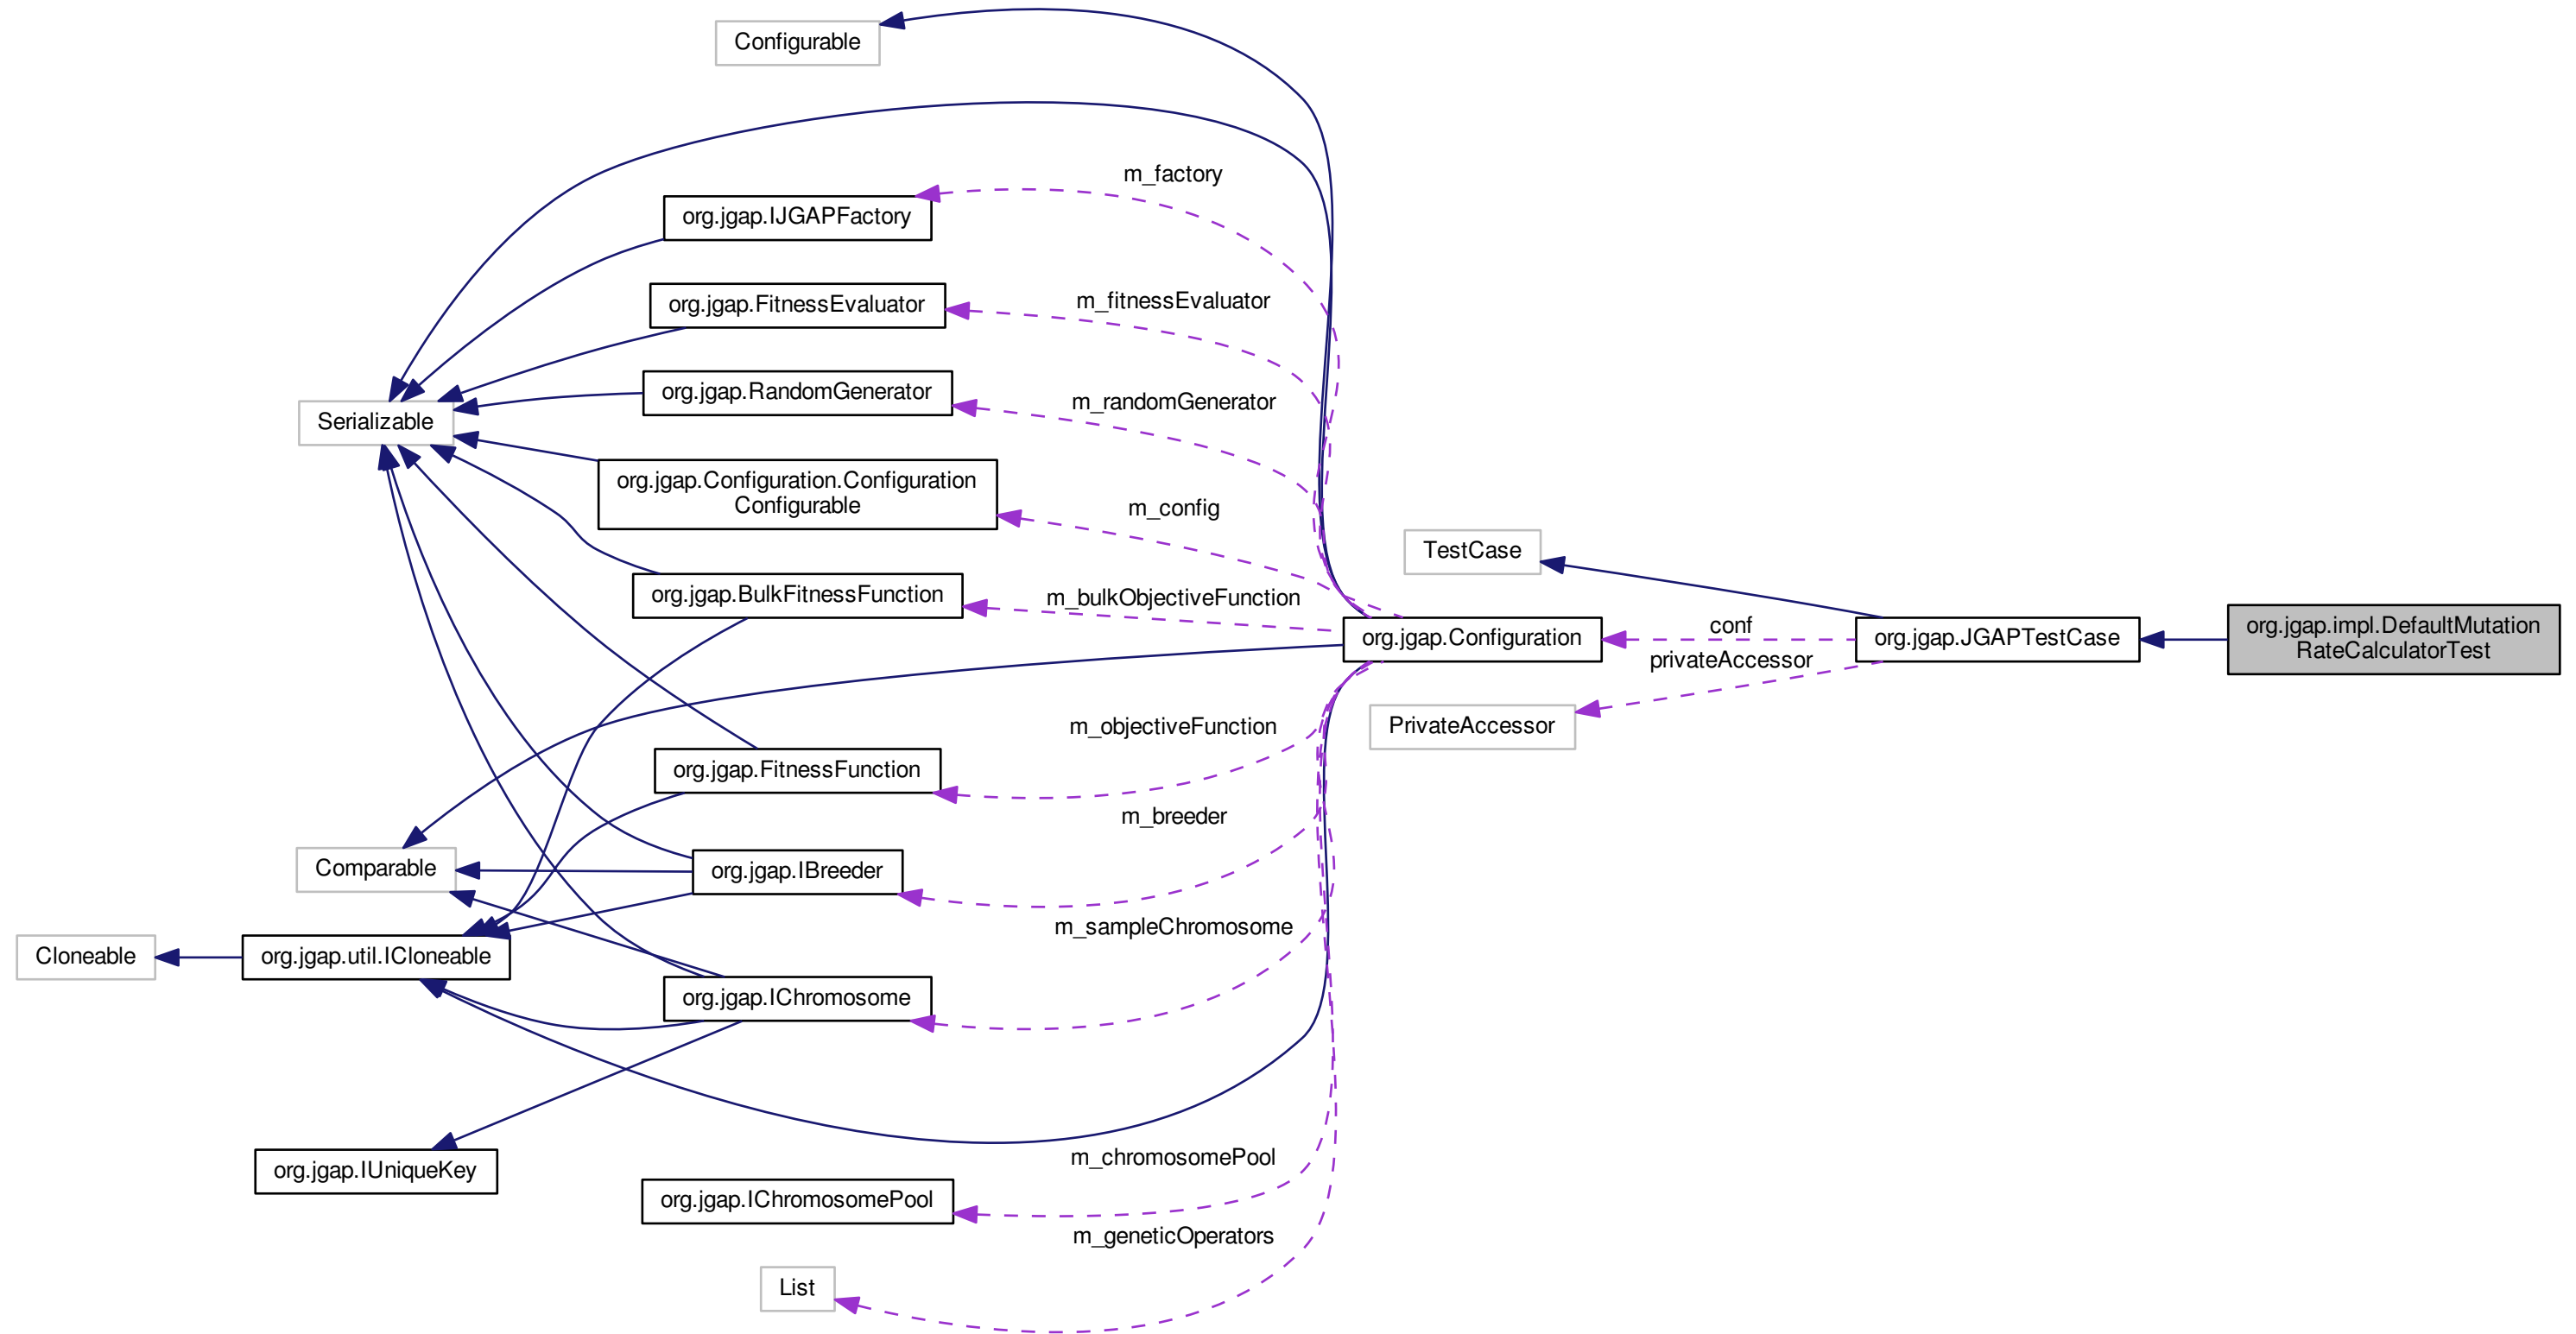 Configurable
m_factory
org.jgap.IJGAPFactory
m_fitnessEvaluator
org.jgap.FitnessEvaluator
m_randomGenerator
org.jgap.RandomGenerator
Serializable
org.jgap.Configuration.Configuration
Configurable
m_config
TestCase
m_bulkObjectiveFunction
org.jgap.BulkFitnessFunction
org.jgap.Configuration
conf
privateAccessor
org.jgap.JGAPTestCase
org.jgap.impl.DefaultMutation
RateCalculatorTest
PrivateAccessor
m_objectiveFunction
org.jgap.FitnessFunction
m_breeder
Comparable
org.jgap.IBreeder
m_sampleChromosome
Cloneable
org.jgap.util.ICloneable
org.jgap.IChromosome
org.jgap.IUniqueKey
m_chromosomePool
org.jgap.IChromosomePool
m_geneticOperators
List